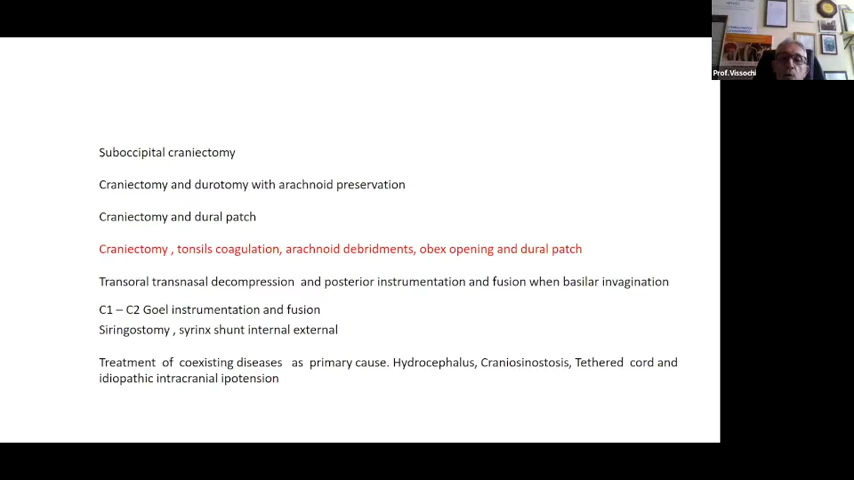 Prof.Vissochi
Suboccipital craniectomy
Craniectomy and durotomy with arachnoid preservation
Craniectomy and dural patch
Craniectomy , tonsils coagulation, arachnoid debridments, obex opening and dural patch
Transoral transnasal decompression and posterior instrumentation and fusion when basilar invagination
C1 – C2 Goel instrumentation and fusion
Siringostomy , syrinx shunt internal external
Treatment of coexisting diseases as primary cause. Hydrocephalus, Craniosinostosis, Tethered cord and
idiopathic intracranial ipotension